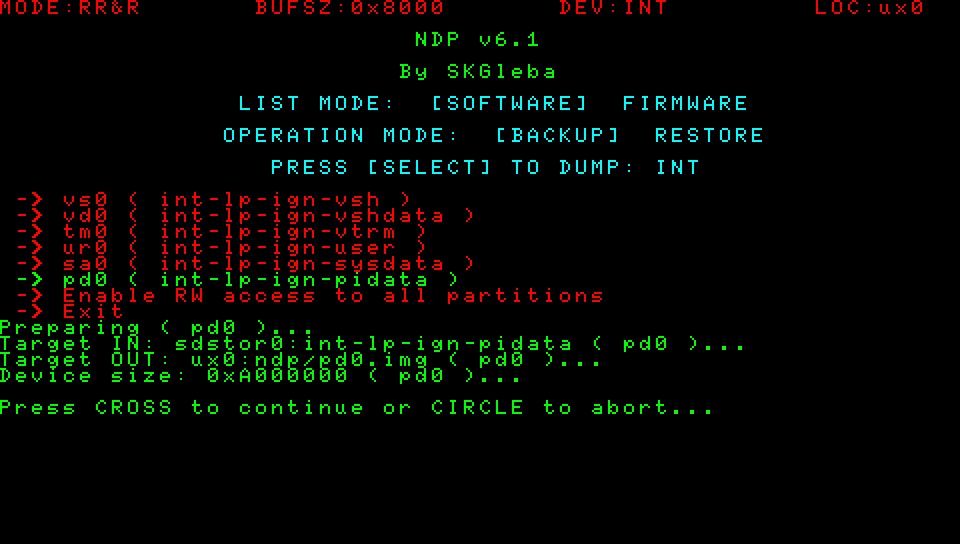 MODE:RR&R BUFSZ:0x8000 DEV:INT LOC:ux0
NDP v6.1
By SKGleba
LIST MODE: [SOFTWARE] FIRMWARE
OPERATION MODE: [BACKUP] RESTORE
PRESS [SELECT] TO DUMP: INT
-> vs0 ( int-lp-ign-vsh )
-> vd0 ( int-lp-ign-vshdata )
-> tm0 ( int-lp-ign-vtrm )
-> ur0 ( int-lp-ign-user )
-> sa0 ( int-lp-ign-sysdata )
-> pd0 ( int-lp-ign-pidata )
-> Enable RW access to all partitions
-> Exit
Preparing ( pd0 )...
Target IN: sdstor0:int-lp-ign-pidata ( pd0 )...
Target OUT: ux0:ndp/pd0.img ( pd0 )...
Device size: 0xA000000 ( pd0 )...
Press CROSS to continue or CIRCLE to abort...